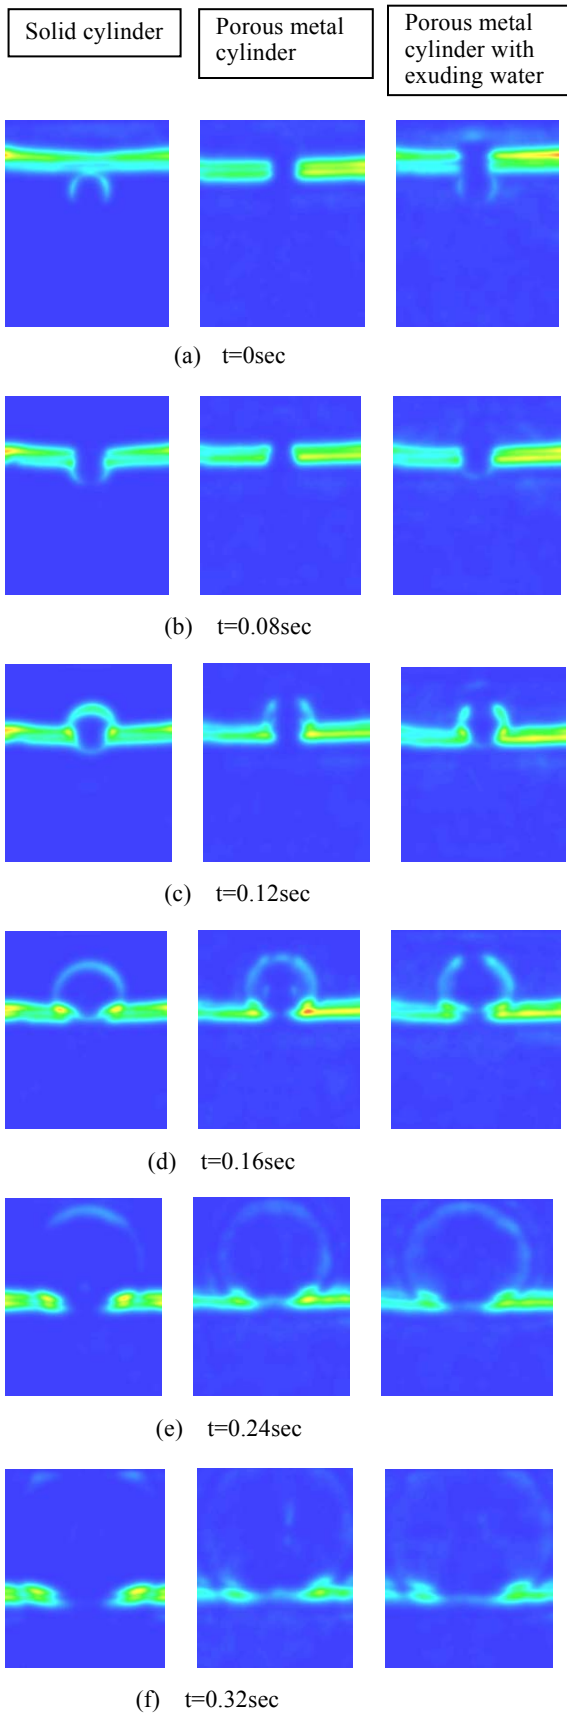 Solid cylinder
Porous metal
cylinder
Porous metal
cylinder with
exuding water
(a) t=0sec
(b) t=0.08sec
(c) t=0.12sec
(d) t=0.16sec
(e) t=0.24sec
(f) t=0.32sec